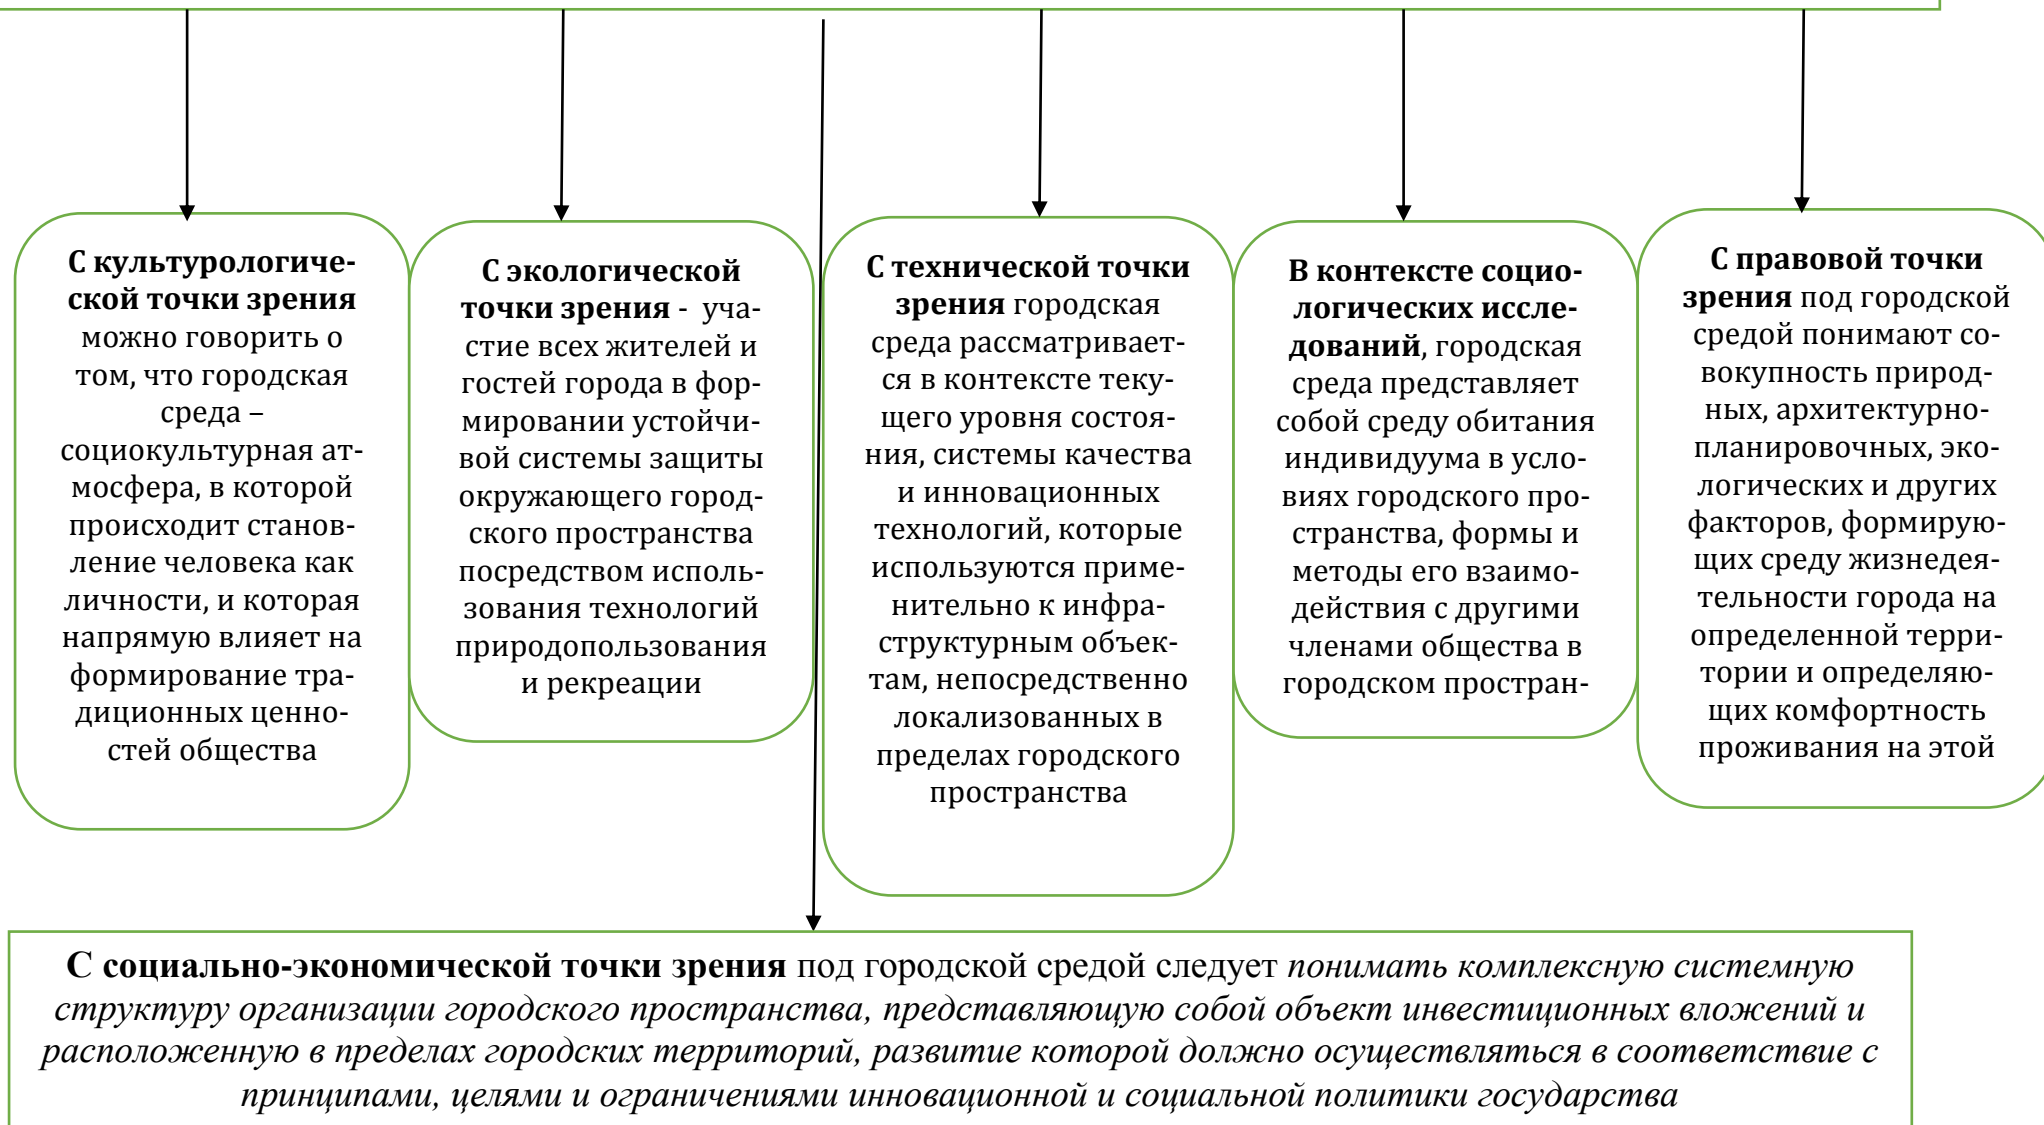 С культурологиче-
ской точки зрения
можно говорить о
том, что городская
среда –
социокультурная ат-
мосфера, в которой
происходит станов-
ление человека как
личности, и которая
напрямую влияет на
формирование тра-
диционных ценно-
стей общества
С экологической
точки зрения - уча-
стие всех жителей и
гостей города в фор-
мировании устойчи-
вой системы защиты
окружающего город-
ского пространства
посредством исполь-
зования технологий
природопользования
и рекреации
С технической точки
зрения городская
среда рассматривает-
ся в контексте теку-
щего уровня состоя-
ния, системы качества
и инновационных
технологий, которые
используются приме-
нительно к инфра-
структурным объек-
там, непосредственно
локализованных в
пределах городского
пространства
В контексте социо-
логических иссле-
дований, городская
среда представляет
собой среду обитания
индивидуума в усло-
виях городского про-
странства, формы и
методы его взаимо-
действия с другими
членами общества в
городском простран-
С правовой точки
зрения под городской
средой понимают со-
вокупность природ-
ных, архитектурно-
планировочных, эко-
логических и других
факторов, формирую-
щих среду жизнедея-
тельности города на
определенной терри-
тории и определяю-
щих комфортность
проживания на этой
С социально-экономической точки зрения под городской средой следует понимать комплексную системную
структуру организации городского пространства, представляющую собой объект инвестиционных вложений и
расположенную в пределах городских территорий, развитие которой должно осуществляться в соответствие с
принципами, целями и ограничениями инновационной и социальной политики государства